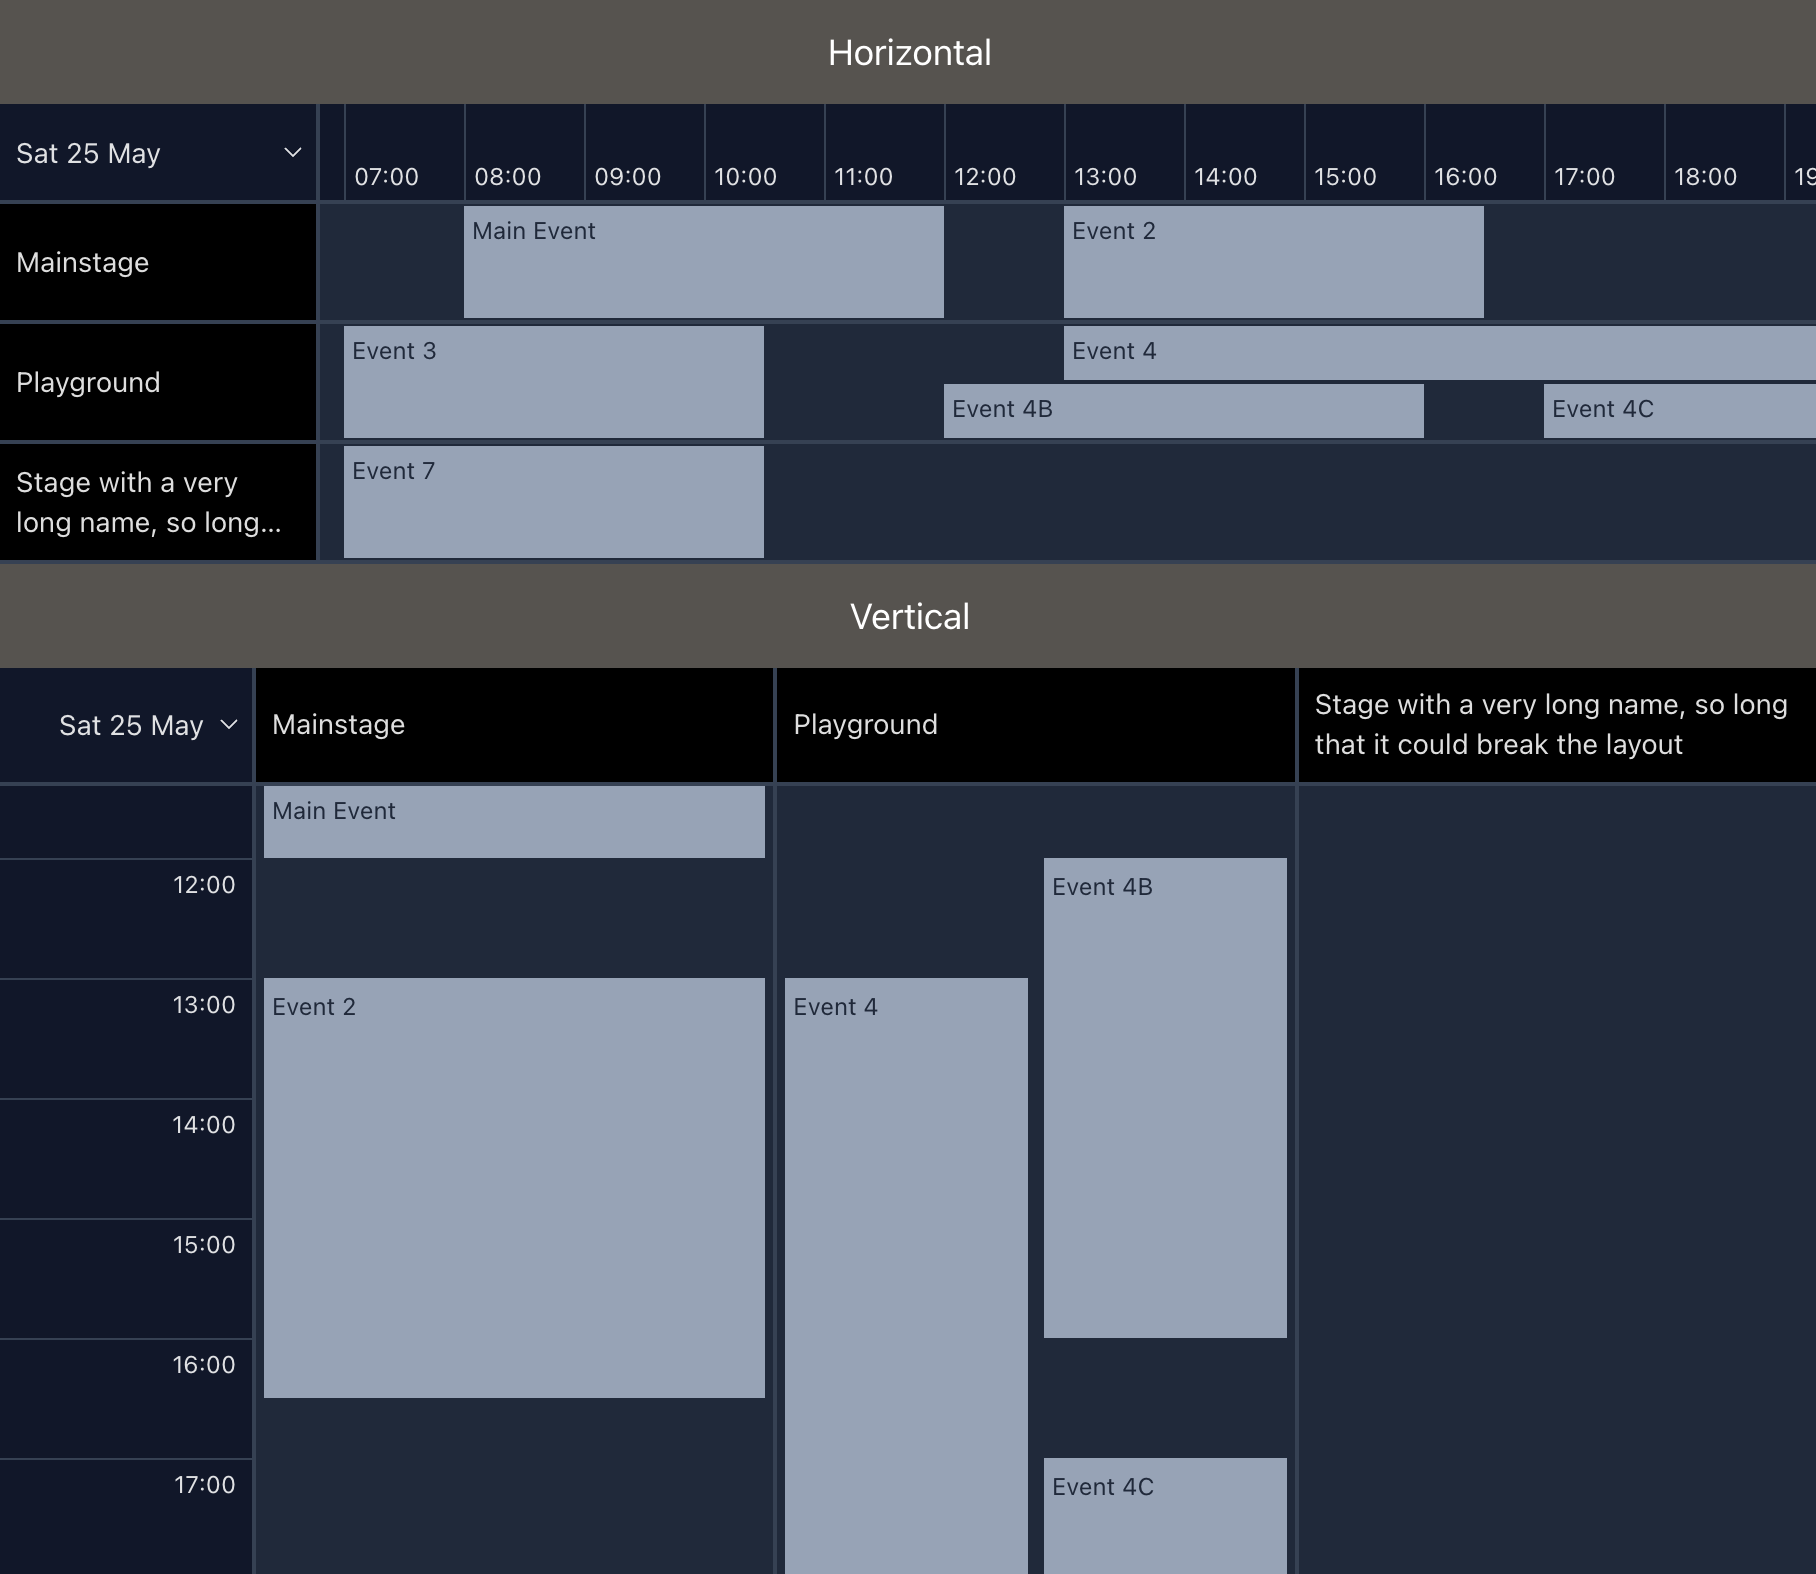 Horizontal
Sat 25 May
07:00 08:00 09:00 10:00 11:00 12:00 13:00 14:00 15:00 16:00 17:00 18:00 19
Mainstage
Main Event
Event 2
Playground
Event 3
Event 4
Event 4B
Event 4C
Stage with a very
long name, so long...
Event 7
Vertical
Sat 25 May
Mainstage
Playground
Stage with a very long name, so long
that it could break the layout
Main Event
12:00
Event 4B
13:00
Event 2
Event 4
14:00
15:00
16:00
17:00
Event 4C